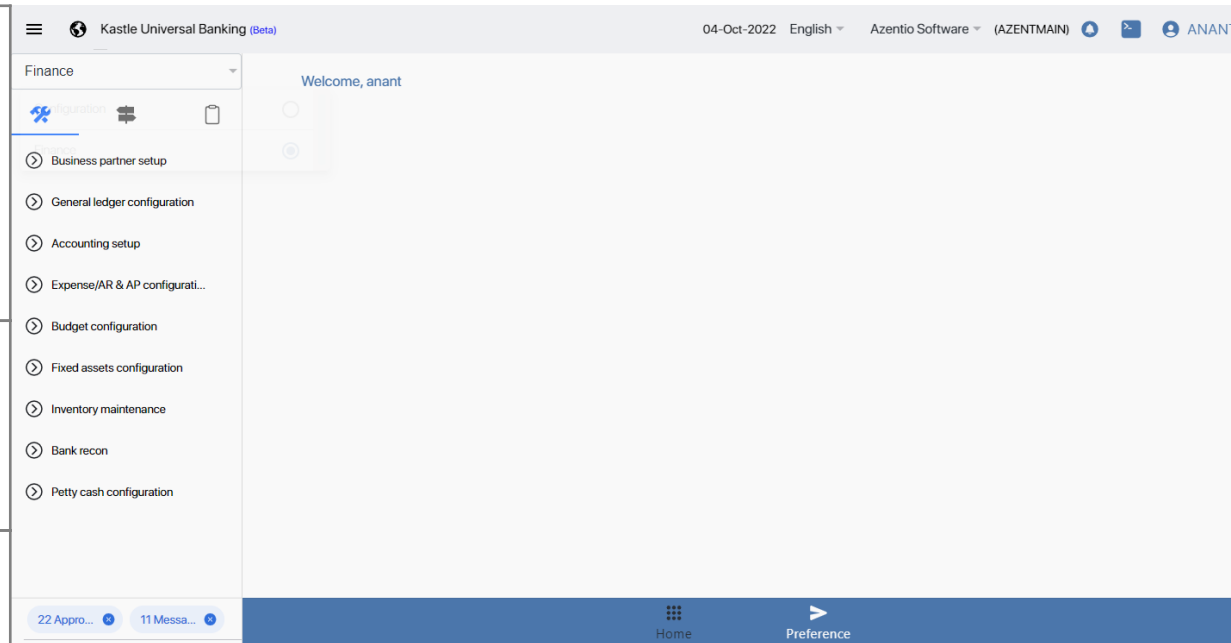 Kastle Universal Banking (Beta) 04-Oct-2022 English Azentio Software (AZENTMAIN) ANANT
Finance
Welcome, anant
figuration
Finance
Business partner setup
General ledger configuration
Accounting setup
Expense/AR & AP configurati...
Budget configuration
Fixed assets configuration
Inventory maintenance
Bank recon
Petty cash configuration
22 Appro... 11 Messa...
Home Preference